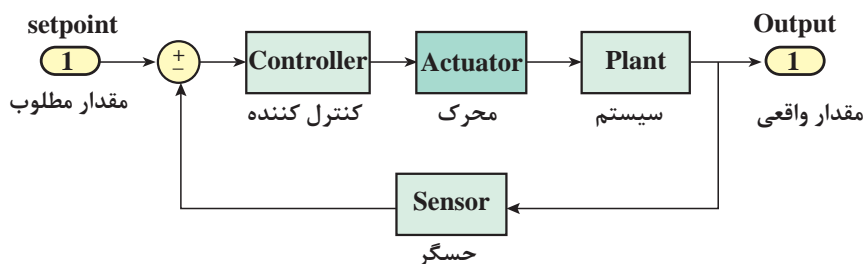 setpoint
Output
1
+
−
Controller
Actuator
Plant
1
مقدار مطلوب
کنترل کننده
محرک
سیستم
مقدار واقعی
Sensor
حسگر